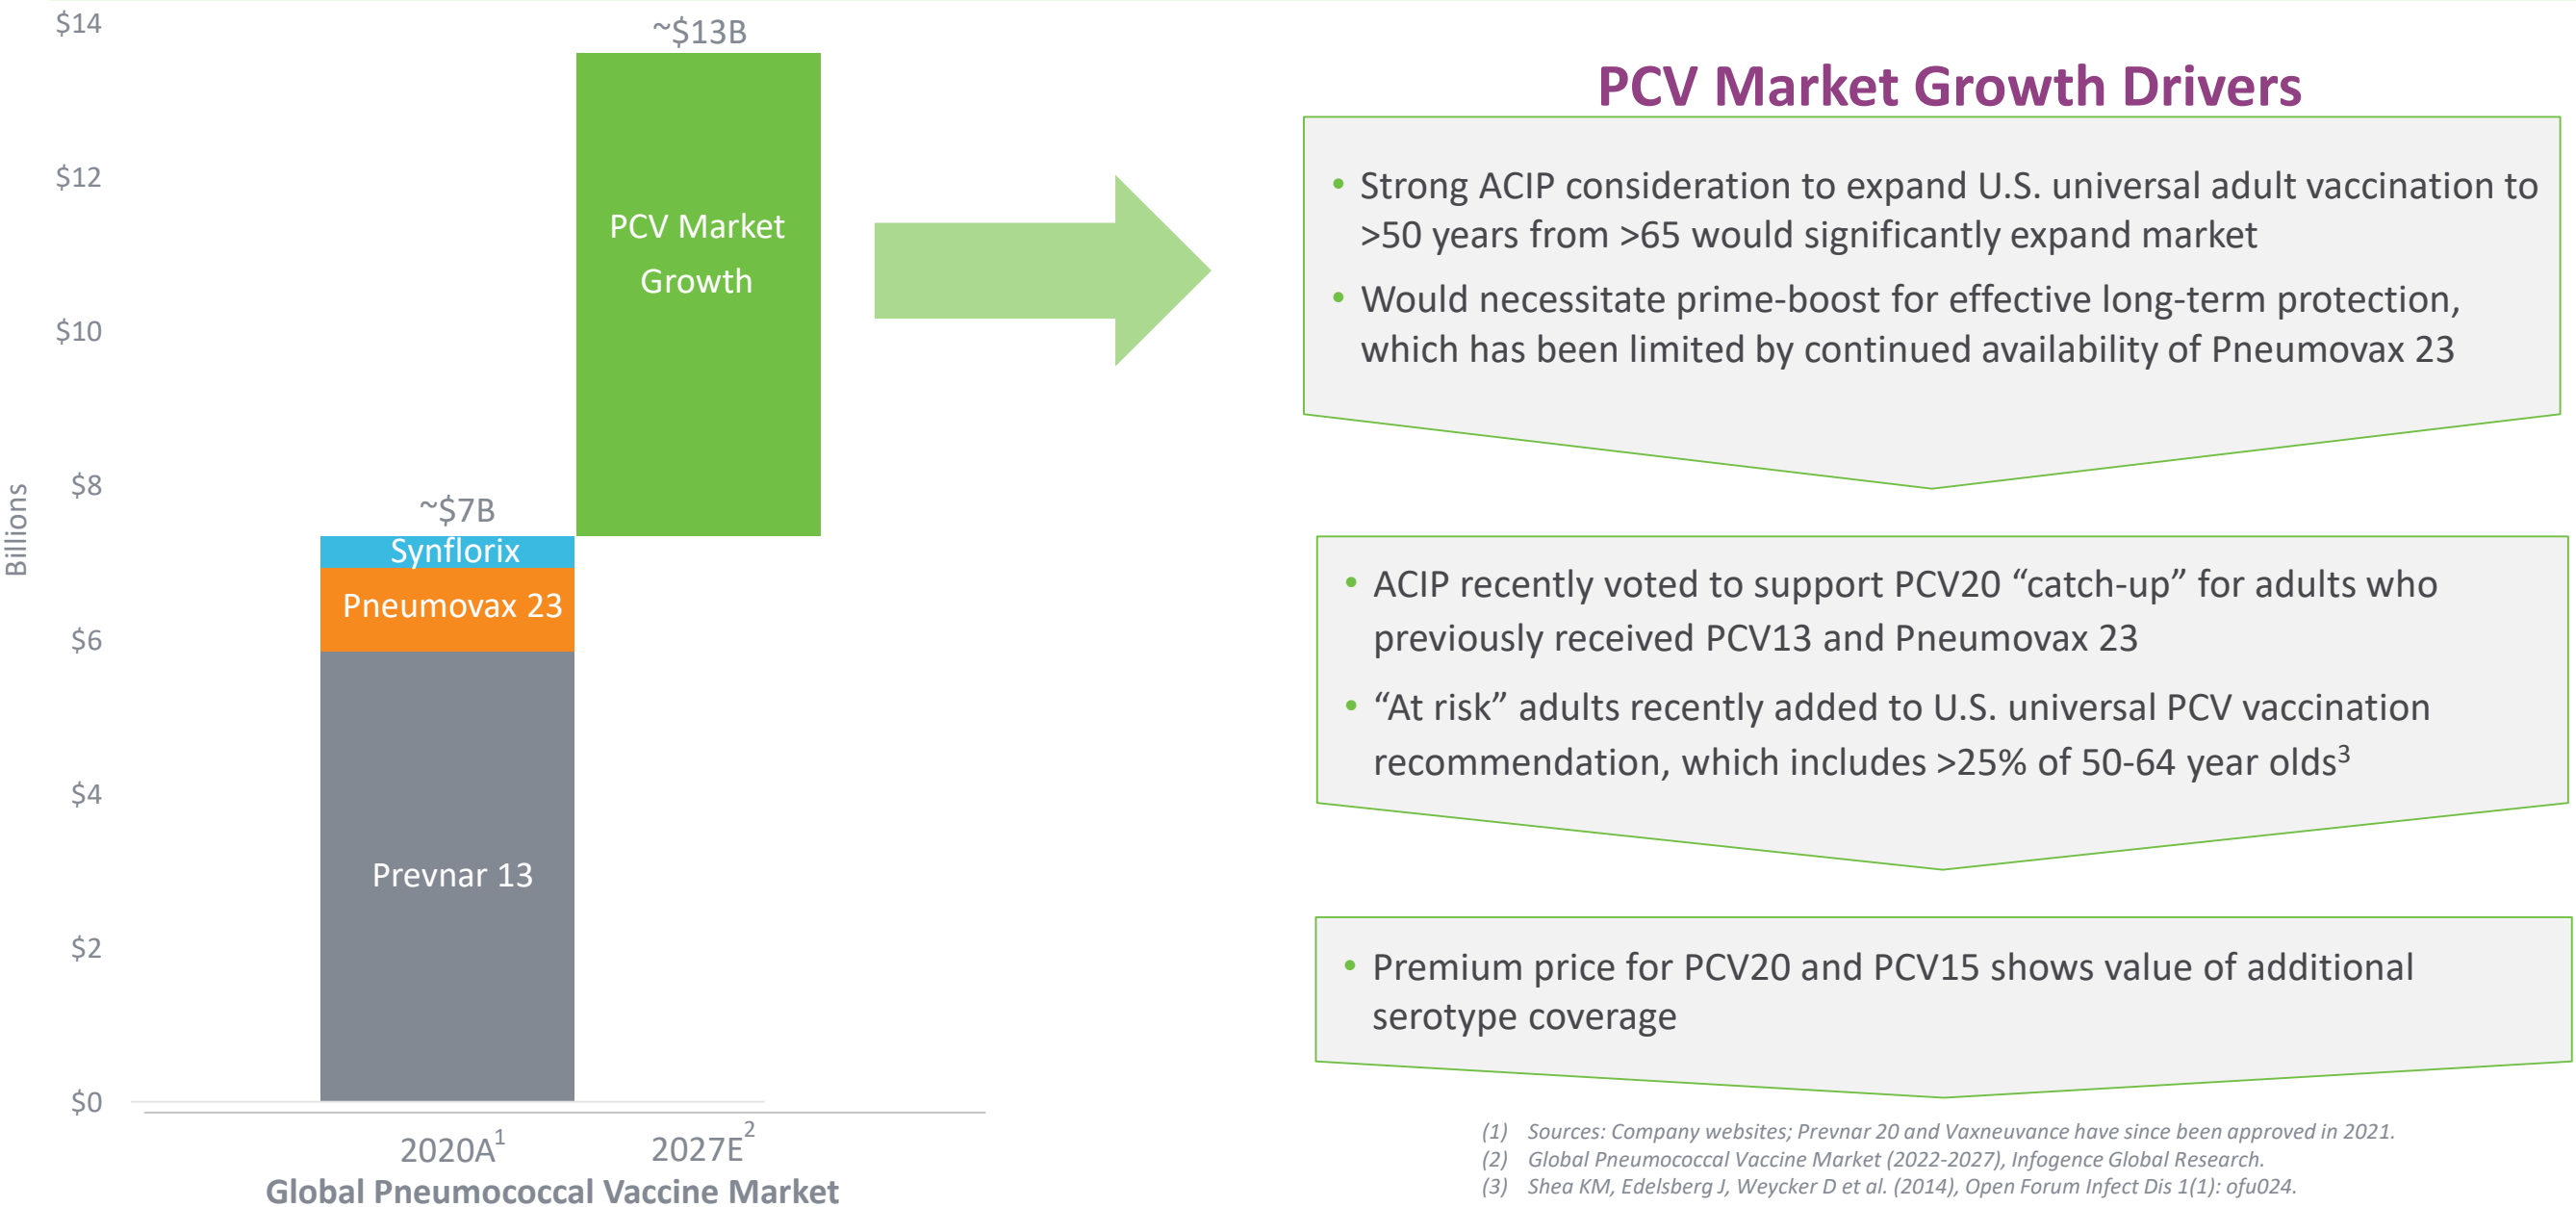 $14
$12
$10
$8
$6
$4
$2
$0
Billions
~$13B
PCV Market
Growth
~$7B
Synflorix
Pneumovax 23
Prevnar 13
2020A1
2027E2
Global Pneumococcal Vaccine Market
PCV Market Growth Drivers
• Strong ACIP consideration to expand U.S. universal adult vaccination to
>50 years from >65 would significantly expand market
• Would necessitate prime-boost for effective long-term protection,
which has been limited by continued availability of Pneumovax 23
• ACIP recently voted to support PCV20 “catch-up” for adults who
previously received PCV13 and Pneumovax 23
• “At risk” adults recently added to U.S. universal PCV vaccination
recommendation, which includes >25% of 50-64 year olds3
• Premium price for PCV20 and PCV15 shows value of additional
serotype coverage
(1) Sources: Company websites; Prevnar 20 and Vaxneuvance have since been approved in 2021.
(2) Global Pneumococcal Vaccine Market (2022-2027), Infogence Global Research.
(3) Shea KM, Edelsberg J, Weycker D et al. (2014), Open Forum Infect Dis 1(1): ofu024.